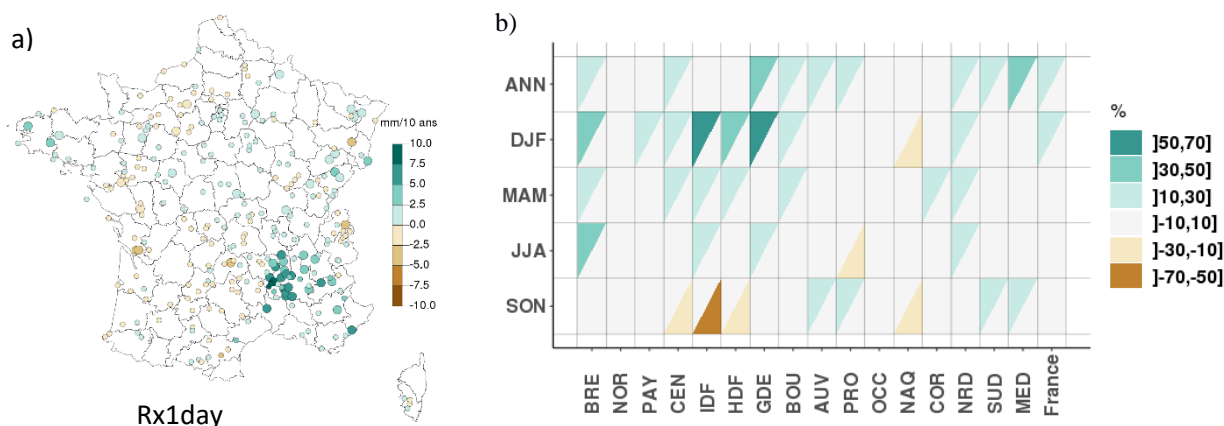 a)
mm/10 ans
10.0
7.5
5.0
2.5
0.0
-2.5
-5.0
-7.5
-10.0
Rx1day
b)
ANN
DJF
MAM
JJA
SON
BRE
NOR
PAY
CEN
IDF
HDF
GDE
BOU
AUV
PRO
OCC
NAQ
COR
NRD
SUD
MED
France
%
]50,70]
]30,50]
]10,30]
]-10,10]
]-30,-10]
]-70,-50]